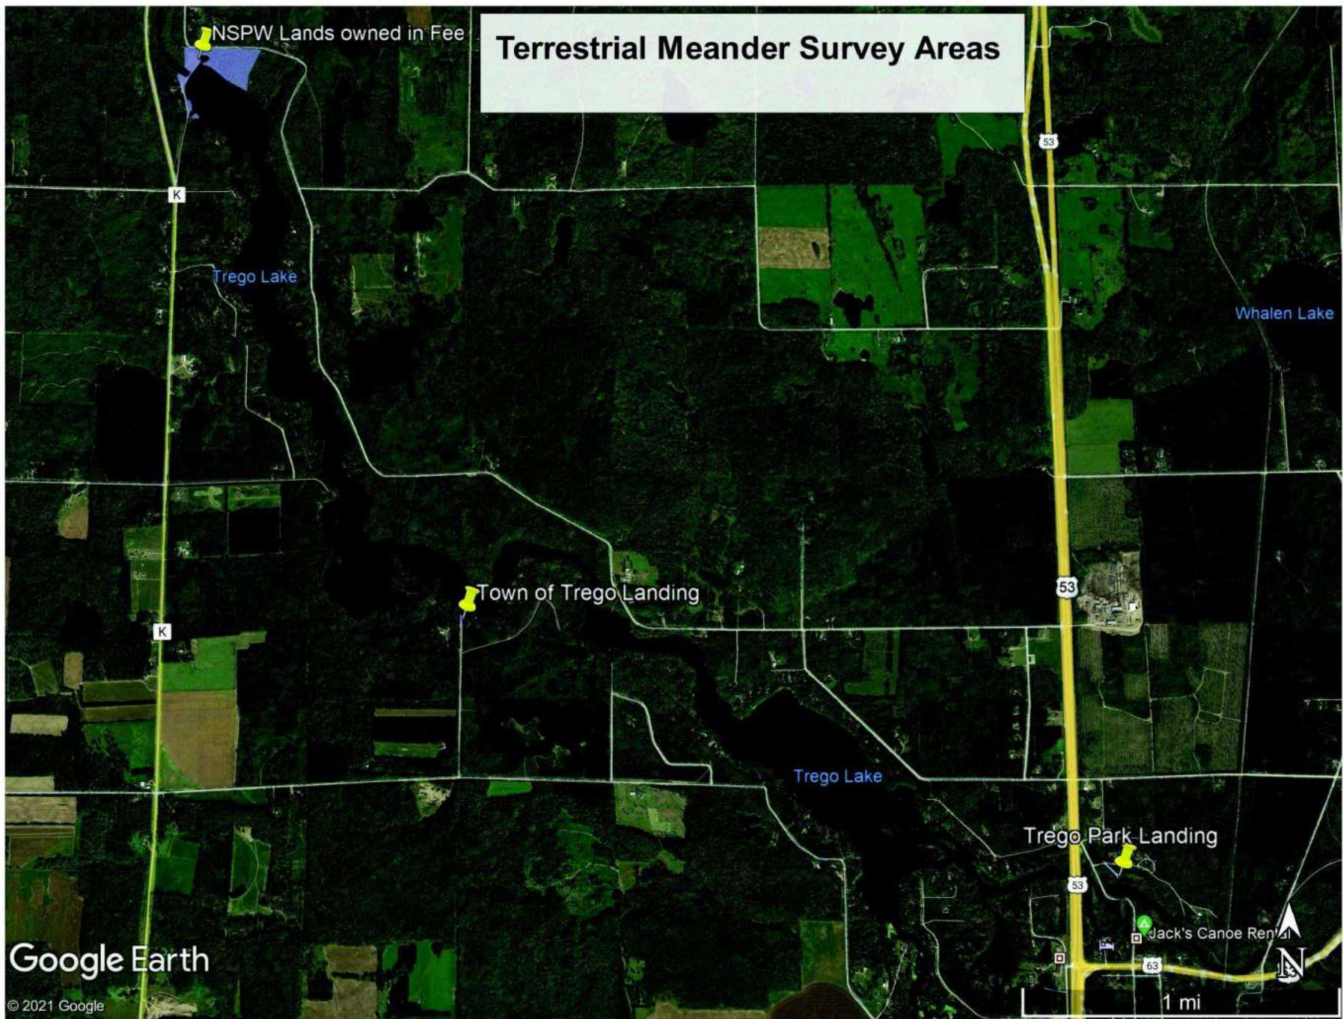 NSPW Lands owned in Fee
Terrestrial Meander Survey Areas
53
K
Trego Lake
Whalen Lake
Town of Trego Landing
53
K
Trego Lake
Trego Park Landing
53
Jack's Canoe Rental
63
N
Google Earth
© 2021 Google
1 mi